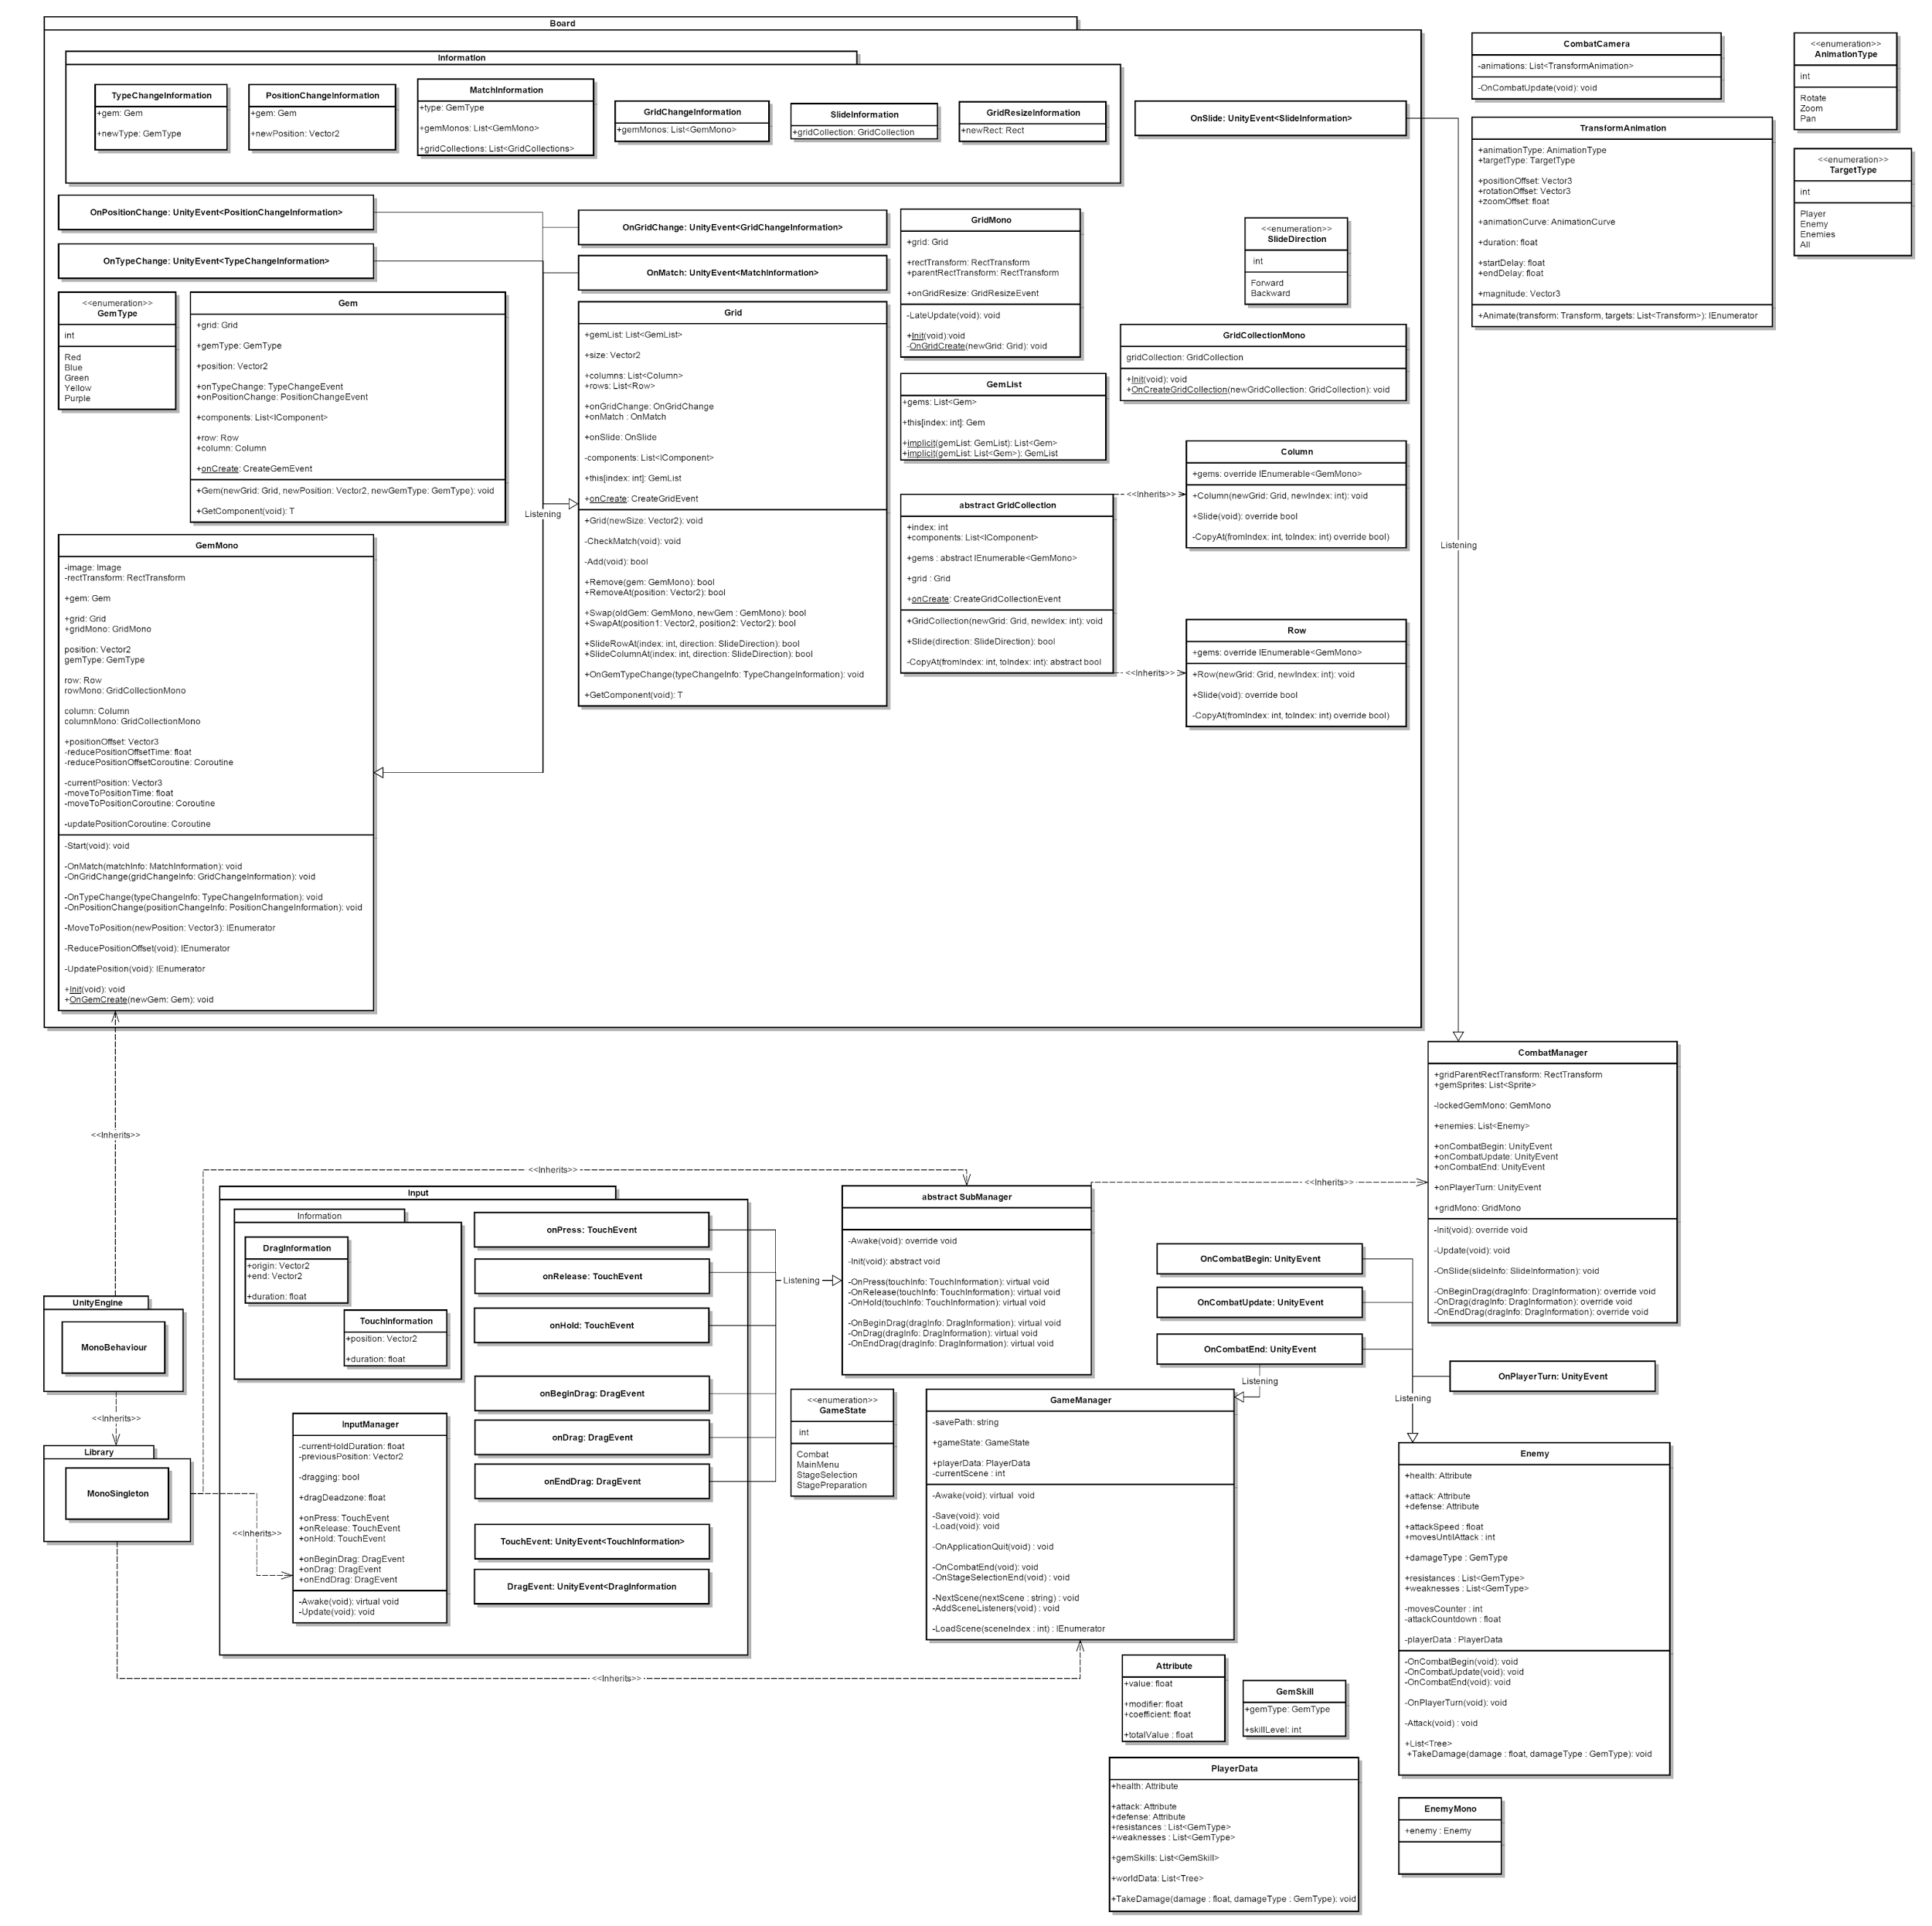 Board
Information
TypeChangeInformation
+gem: Gem
+newType: GemType
PositionChangeInformation
+gem: Gem
+newPosition: Vector2
MatchInformation
+type: GemType
+gemMonos: List<GemMono>
+gridCollections: List<GridCollections>
GridChangeInformation
+gemMonos: List<GemMono>
SlideInformation
+gridCollection: GridCollection
GridResizeInformation
+newRect: Rect
OnSlide: UnityEvent<SlideInformation>
OnPositionChange: UnityEvent<PositionChangeInformation>
OnTypeChange: UnityEvent<TypeChangeInformation>
OnGridChange: UnityEvent<GridChangeInformation>
OnMatch: UnityEvent<MatchInformation>
<<enumeration>>
GemType
int
Red
Blue
Green
Yellow
Purple
Gem
+grid: Grid
+gemType: GemType
+position: Vector2
+onTypeChange: TypeChangeEvent
+onPositionChange: PositionChangeEvent
+components: List<IComponent>
+row: Row
+column: Column
+onCreate: CreateGemEvent
+Gem(newGrid: Grid, newPosition: Vector2, newGemType: GemType): void
+GetComponent(void): T
Listening
Grid
+gemList: List<GemList>
+size: Vector2
+columns: List<Column>
+rows: List<Row>
+onGridChange: OnGridChange
+onMatch : OnMatch
+onSlide: OnSlide
-components: List<IComponent>
+this[index: int]: GemList
+onCreate: CreateGridEvent
+Grid(newSize: Vector2): void
-CheckMatch(void): void
-Add(void): bool
+Remove(gem: GemMono): bool
+RemoveAt(position: Vector2): bool
+Swap(oldGem: GemMono, newGem : GemMono): bool
+SwapAt(position1: Vector2, position2: Vector2): bool
+SlideRowAt(index: int, direction: SlideDirection): bool
+SlideColumnAt(index: int, direction: SlideDirection): bool
+OnGemTypeChange(typeChangeInfo: TypeChangeInformation): void
+GetComponent(void): T
GridMono
+grid: Grid
+rectTransform: RectTransform
+parentRectTransform: RectTransform
+onGridResize: GridResizeEvent
-LateUpdate(void): void
+Init(void):void
-OnGridCreate(newGrid: Grid): void
GemList
+gems: List<Gem>
+this[index: int]: Gem
+implicit(gemList: GemList): List<Gem>
+implicit(gemList: List<Gem>): GemList
abstract GridCollection
+index: int
+components: List<IComponent>
+gems : abstract IEnumerable<GemMono>
+grid : Grid
+onCreate: CreateGridCollectionEvent
+GridCollection(newGrid: Grid, newIndex: int): void
+Slide(direction: SlideDirection): bool
-CopyAt(fromIndex: int, toIndex: int): abstract bool
<<Inherits>>
<<Inherits>>
<<enumeration>>
SlideDirection
int
Forward
Backward
GridCollectionMono
gridCollection: GridCollection
+Init(void): void
+OnCreateGridCollection(newGridCollection: GridCollection): void
Column
+gems: override IEnumerable<GemMono>
+Column(newGrid: Grid, newIndex: int): void
+Slide(void): override bool
-CopyAt(fromIndex: int, toIndex: int) override bool)
Row
+gems: override IEnumerable<GemMono>
+Row(newGrid: Grid, newIndex: int): void
+Slide(void): override bool
-CopyAt(fromIndex: int, toIndex: int) override bool)
GemMono
-image: Image
-rectTransform: RectTransform
+gem: Gem
+grid: Grid
+gridMono: GridMono
position: Vector2
gemType: GemType
row: Row
rowMono: GridCollectionMono
column: Column
columnMono: GridCollectionMono
+positionOffset: Vector3
-reducePositionOffsetTime: float
-reducePositionOffsetCoroutine: Coroutine
-currentPosition: Vector3
-moveToPositionTime: float
-moveToPositionCoroutine: Coroutine
-updatePositionCoroutine: Coroutine
-Start(void): void
-OnMatch(matchInfo: MatchInformation): void
-OnGridChange(gridChangeInfo: GridChangeInformation): void
-OnTypeChange(typeChangeInfo: TypeChangeInformation): void
-OnPositionChange(positionChangeInfo: PositionChangeInformation): void
-MoveToPosition(newPosition: Vector3): IEnumerator
-ReducePositionOffset(void): IEnumerator
-UpdatePosition(void): IEnumerator
+Init(void): void
+OnGemCreate(newGem: Gem): void
CombatCamera
-animations: List<TransformAnimation>
-OnCombatUpdate(void): void
TransformAnimation
+animationType: AnimationType
+targetType: TargetType
+positionOffset: Vector3
+rotationOffset: Vector3
+zoomOffset: float
+animationCurve: AnimationCurve
+duration: float
+startDelay: float
+endDelay: float
+magnitude: Vector3
+Animate(transform: Transform, targets: List<Transform>): IEnumerator
<<enumeration>>
AnimationType
int
Rotate
Zoom
Pan
<<enumeration>>
TargetType
int
Player
Enemy
Enemies
All
Listening
CombatManager
+gridParentRectTransform: RectTransform
+gemSprites: List<Sprite>
-lockedGemMono: GemMono
+enemies: List<Enemy>
+onCombatBegin: UnityEvent
+onCombatUpdate: UnityEvent
+onCombatEnd: UnityEvent
+onPlayerTurn: UnityEvent
+gridMono: GridMono
-Init(void): override void
-Update(void): void
-OnSlide(slideInfo: SlideInformation): void
-OnBeginDrag(dragInfo: DragInformation): override void
-OnDrag(dragInfo: DragInformation): override void
-OnEndDrag(dragInfo: DragInformation): override void
<<Inherits>>
<<Inherits>>
<<Inherits>>
Input
Information
DragInformation
+origin: Vector2
+end: Vector2
+duration: float
TouchInformation
+position: Vector2
+duration: float
onPress: TouchEvent
onRelease: TouchEvent
onHold: TouchEvent
onBeginDrag: DragEvent
onDrag: DragEvent
onEndDrag: DragEvent
TouchEvent: UnityEvent<TouchInformation>
DragEvent: UnityEvent<DragInformation
InputManager
-currentHoldDuration: float
-previousPosition: Vector2
-dragging: bool
+dragDeadzone: float
+onPress: TouchEvent
+onRelease: TouchEvent
+onHold: TouchEvent
+onBeginDrag: DragEvent
+onDrag: DragEvent
+onEndDrag: DragEvent
-Awake(void): virtual void
-Update(void): void
Listening
abstract SubManager
-Awake(void): override void
-Init(void): abstract void
-OnPress(touchInfo: TouchInformation): virtual void
-OnRelease(touchInfo: TouchInformation): virtual void
-OnHold(touchInfo: TouchInformation): virtual void
-OnBeginDrag(dragInfo: DragInformation): virtual void
-OnDrag(dragInfo: DragInformation): virtual void
-OnEndDrag(dragInfo: DragInformation): virtual void
OnCombatBegin: UnityEvent
OnCombatUpdate: UnityEvent
OnCombatEnd: UnityEvent
Listening
OnPlayerTurn: UnityEvent
Listening
UnityEngine
MonoBehaviour
<<Inherits>>
Library
MonoSingleton
<<Inherits>>
<<Inherits>>
<<enumeration>>
GameState
int
Combat
MainMenu
StageSelection
StagePreparation
GameManager
-savePath: string
+gameState: GameState
+playerData: PlayerData
-currentScene : int
-Awake(void): virtual  void
-Save(void): void
-Load(void): void
-OnApplicationQuit(void) : void
-OnCombatEnd(void): void
-OnStageSelectionEnd(void) : void
-NextScene(nextScene : string) : void
-AddSceneListeners(void) : void
-LoadScene(sceneIndex : int) : IEnumerator
Enemy
+health: Attribute
+attack: Attribute
+defense: Attribute
+attackSpeed : float
+movesUntilAttack : int
+damageType : GemType
+resistances : List<GemType>
+weaknesses : List<GemType>
-movesCounter : int
-attackCountdown : float
-playerData : PlayerData
-OnCombatBegin(void): void
-OnCombatUpdate(void): void
-OnCombatEnd(void): void
-OnPlayerTurn(void): void
-Attack(void) : void
+List<Tree>
+TakeDamage(damage : float, damageType : GemType): void
Attribute
+value: float
+modifier: float
+coefficient: float
+totalValue : float
GemSkill
+gemType: GemType
+skillLevel: int
PlayerData
+health: Attribute
+attack: Attribute
+defense: Attribute
+resistances : List<GemType>
+weaknesses : List<GemType>
+gemSkills: List<GemSkill>
+worldData: List<Tree>
+TakeDamage(damage : float, damageType : GemType): void
EnemyMono
+enemy : Enemy